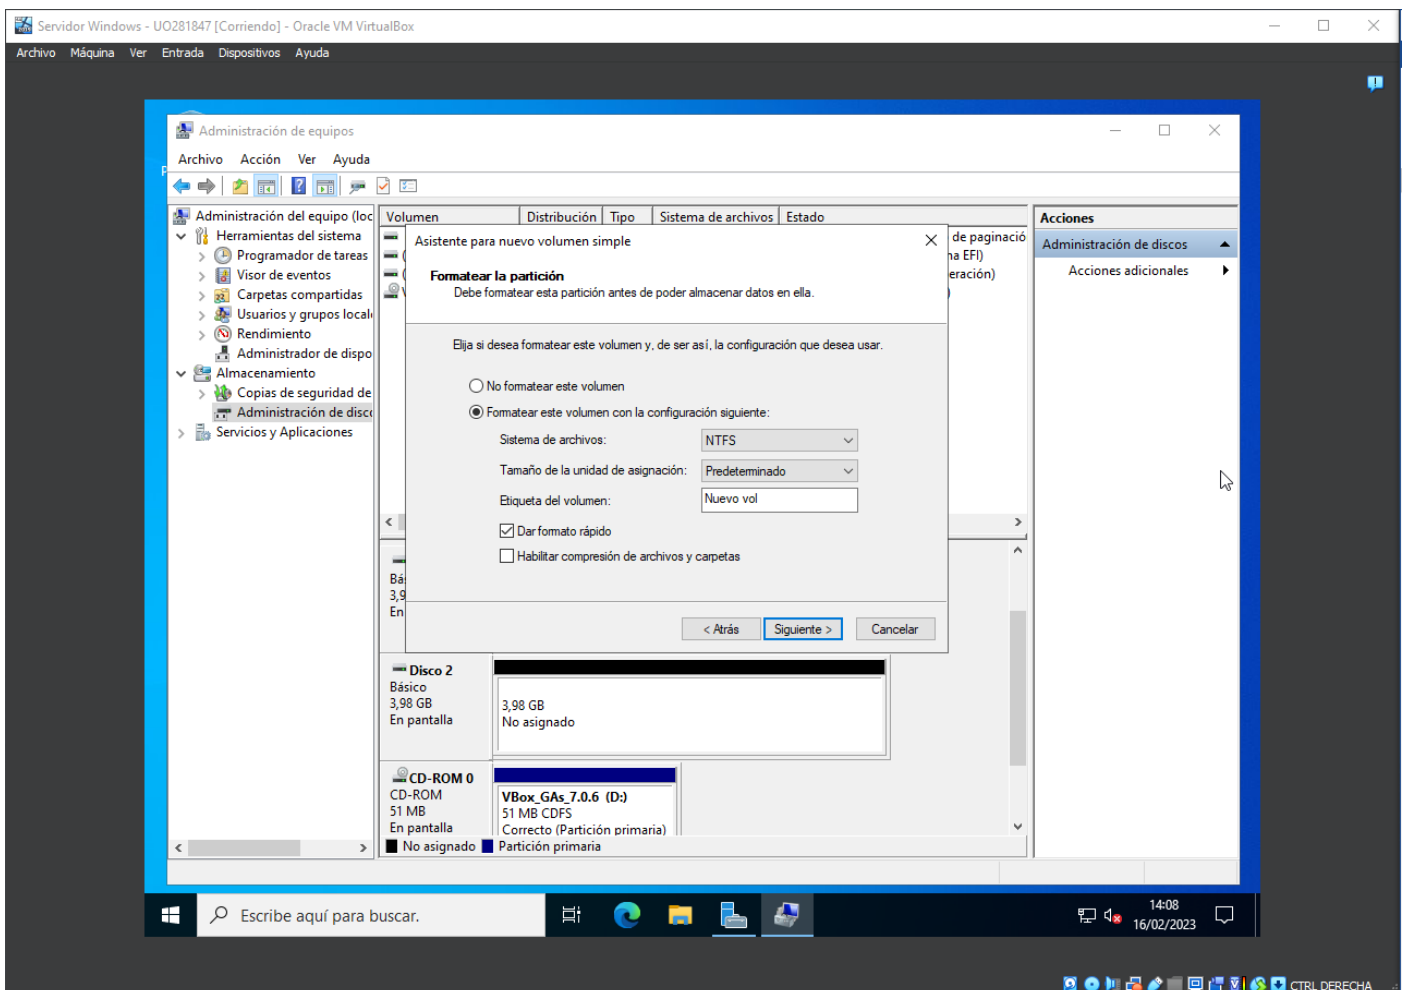 Servidor Windows - UO281847 [Corriendo] - Oracle VM VirtualBox
Archivo Máquina Ver Entrada Dispositivos Ayuda
Administración de equipos
Archivo Acción Ver Ayuda
Administración del equipo (loc
Herramientas del sistema
Programador de tareas
Visor de eventos
Carpetas compartidas
Usuarios y grupos local
Rendimiento
Administrador de dispo
Almacenamiento
Copias de seguridad de
Administración de disc
Servicios y Aplicaciones
Volumen Distribución Tipo Sistema de archivos Estado
de paginació
na EFI)
eración)
Asistente para nuevo volumen simple
Formatear la partición
Debe formatear esta partición antes de poder almacenar datos en ella.
Elija si desea formatear este volumen y, de ser así, la configuración que desea usar.
No formatear este volumen
Formatear este volumen con la configuración siguiente:
Sistema de archivos: NTFS
Tamaño de la unidad de asignación: Predeterminado
Etiqueta del volumen: Nuevo vol
Dar formato rápido
Habilitar compresión de archivos y carpetas
< Atrás Siguiente > Cancelar
Bá
3,9
En
Disco 2
Básico
3,98 GB
En pantalla
3,98 GB
No asignado
CD-ROM 0
CD-ROM
51 MB
En pantalla
VBox_GAs_7.0.6 (D:)
51 MB CDFS
Correcto (Partición primaria)
No asignado Partición primaria
Acciones
Administración de discos
Acciones adicionales
Escribe aquí para buscar.
14:08
16/02/2023
CTRL DERECHA